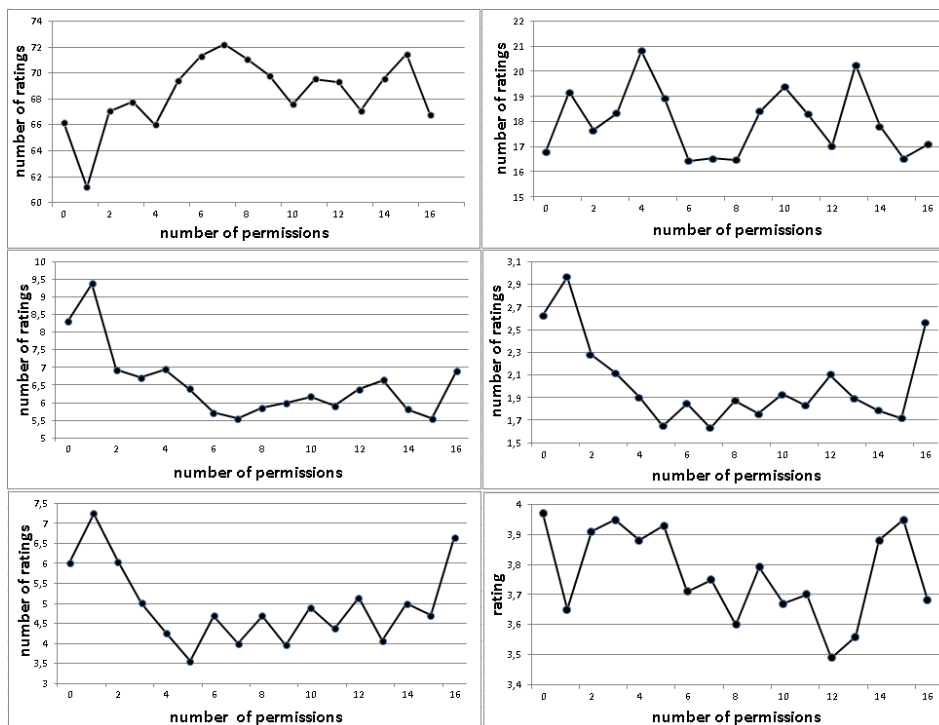 number of ratings
74
72
70
68
66
64
62
60
0 2 4 6 8 10 12 14 16
number of permissions
number of ratings
22
21
20
19
18
17
16
15
0 2 4 6 8 10 12 14 16
number of permissions
number of ratings
10
9,5
9
8,5
8
7,5
7
6,5
6
5,5
5
0 2 4 6 8 10 12 14 16
number of permissions
number of ratings
3,1
2,9
2,7
2,5
2,3
2,1
1,9
1,7
1,5
0 2 4 6 8 10 12 14 16
number of permissions
number of ratings
7,5
7
6,5
6
5,5
5
4,5
4
3,5
3
0 2 4 6 8 10 12 14 16
number of permissions
rating
4
3,9
3,8
3,7
3,6
3,5
3,4
0 2 4 6 8 10 12 14 16
number of permissions